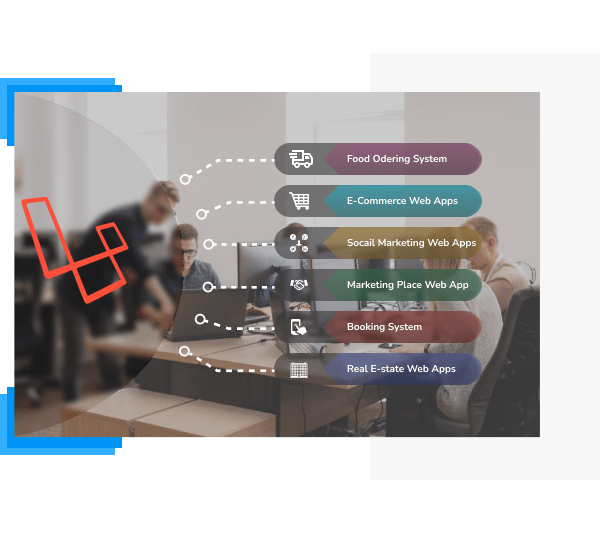 Food Odering System
E-Commerce Web Apps
Socail Marketing Web Apps
Marketing Place Web App
Booking System
Real E-state Web Apps